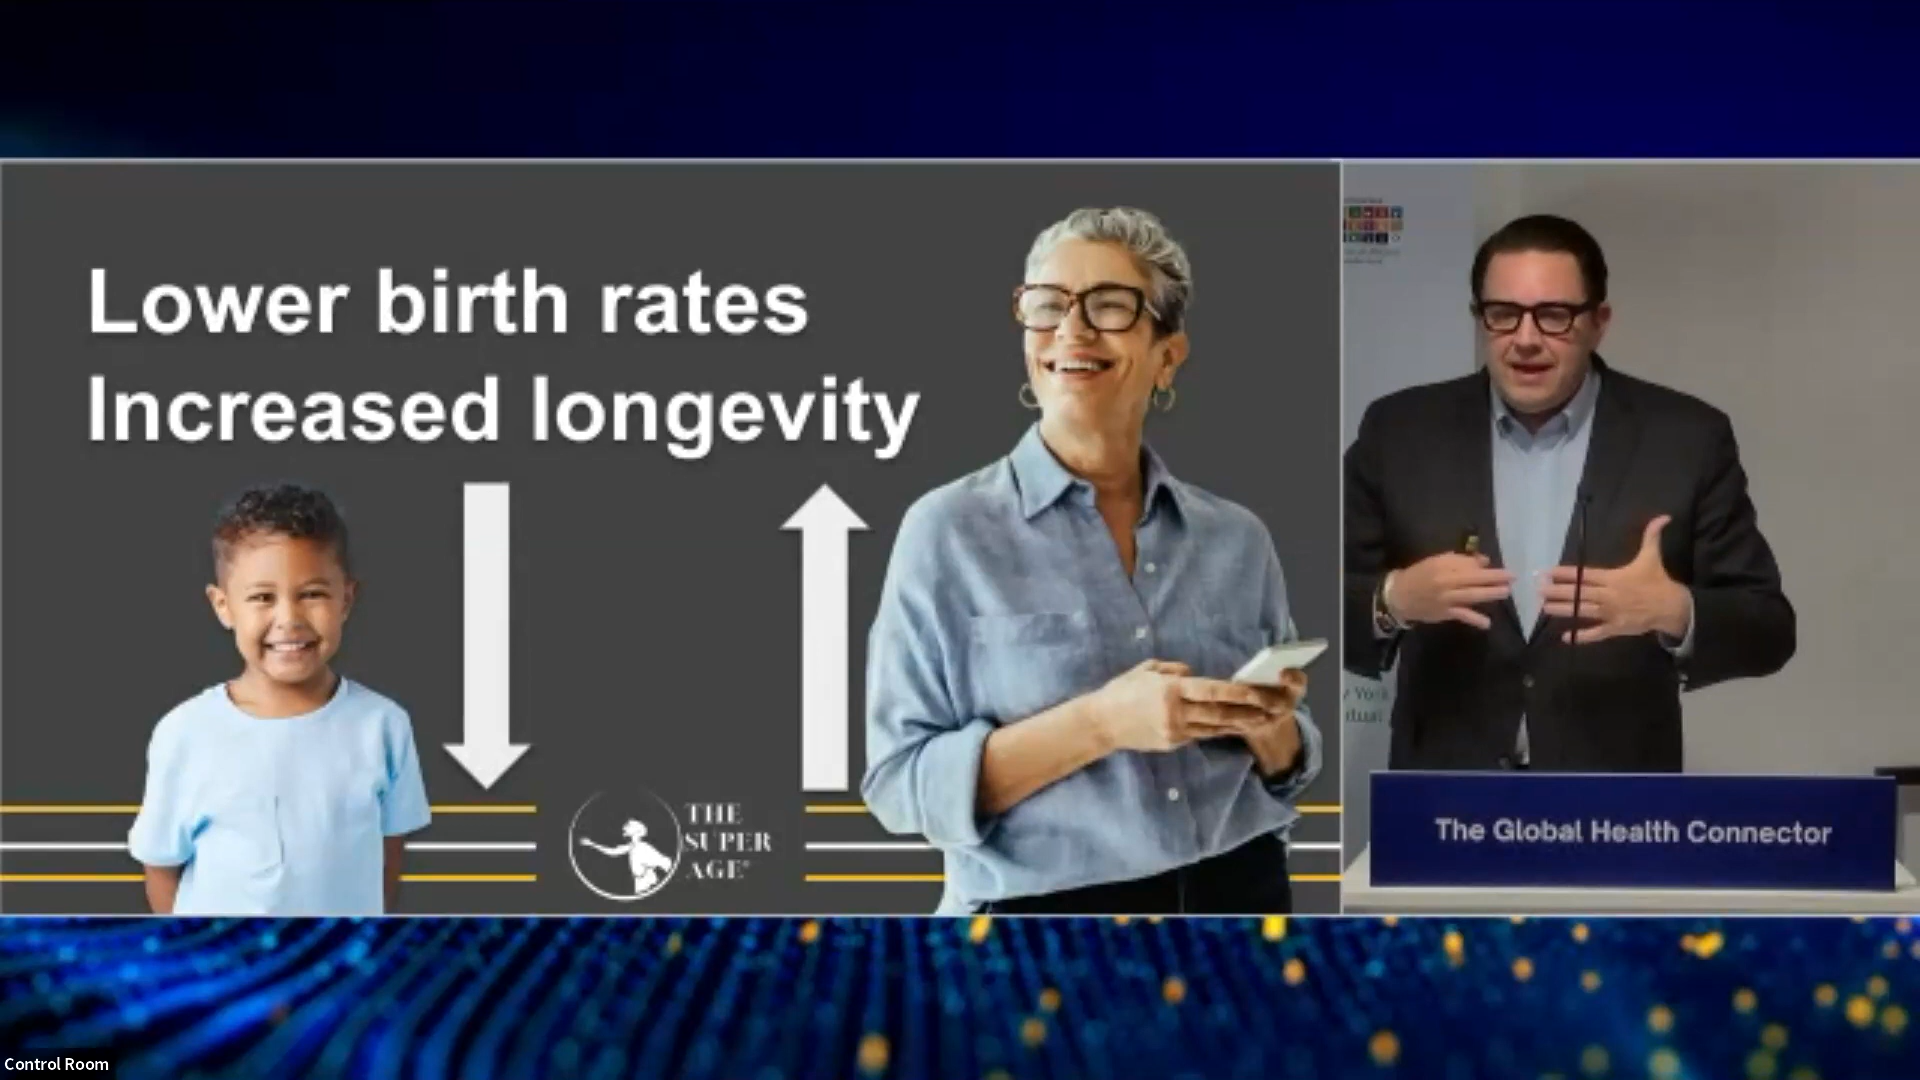 Lower birth rates
Increased longevity
THE
SUPER
AGE
The Global Health Connector
Control Room